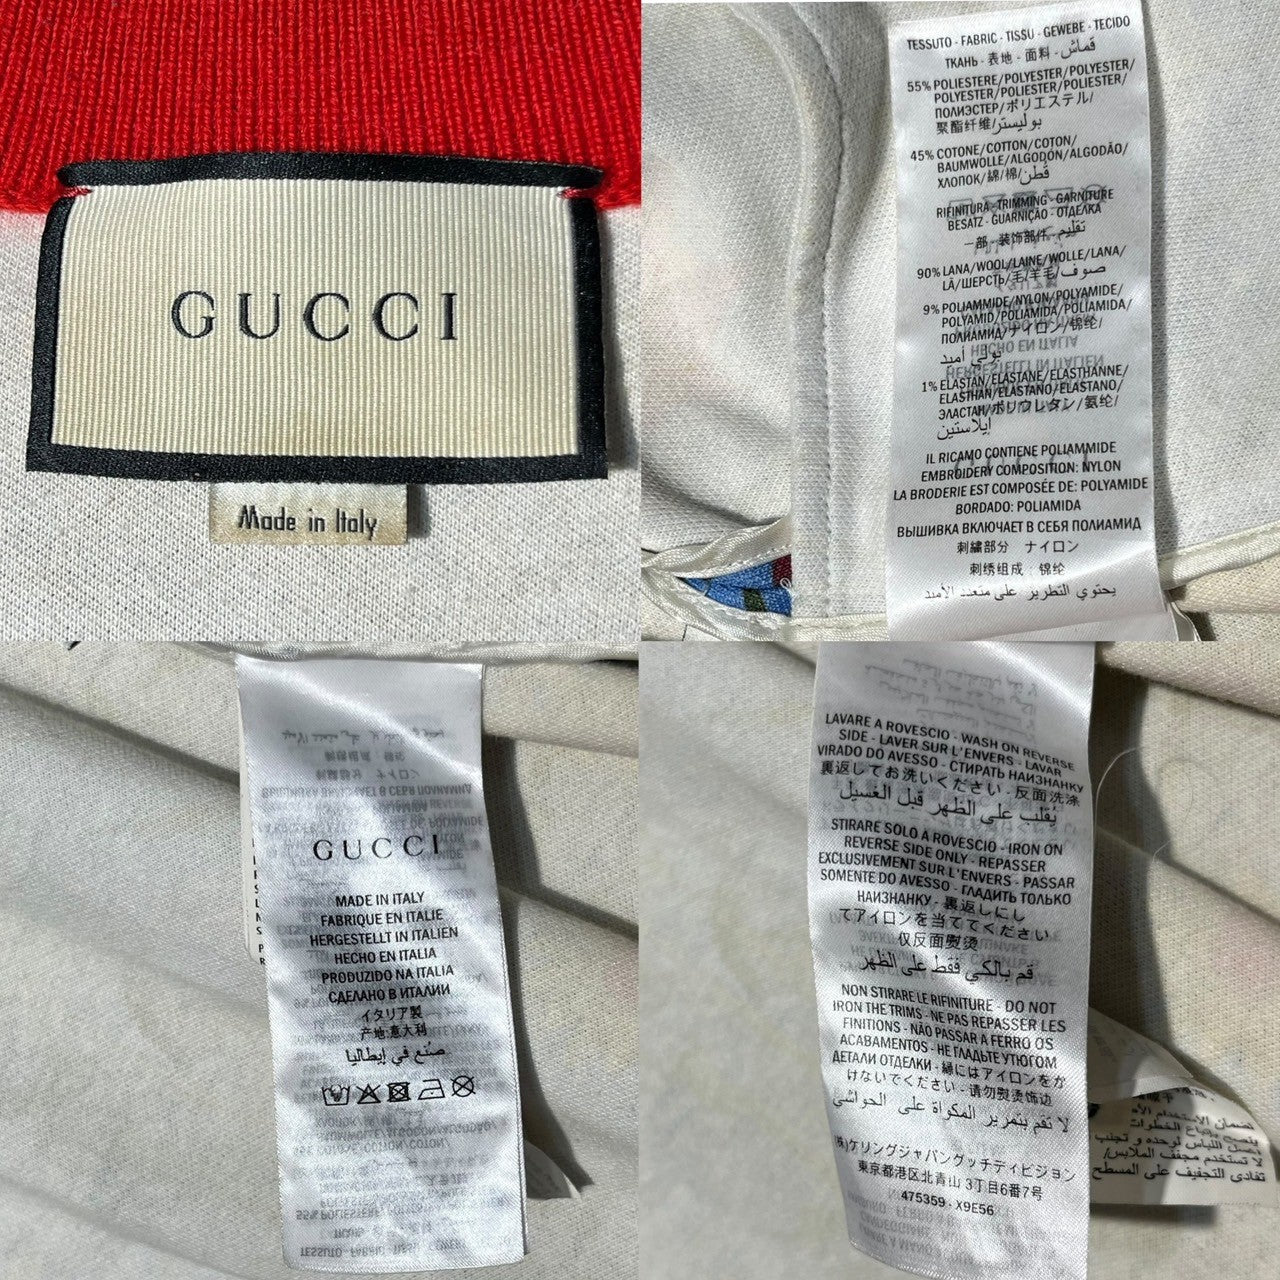 GUCCI
Made in Italy
TESSUTO - FABRIC - TISSU - GEWEBE - TECIDO
ТКАНЬ - 表地 - 面料 - قماش
55% POLIESTERE/POLYESTER/POLYESTER/
POLYESTER/POLIÉSTER/POLIÉSTER/
ПОЛИЭСТЕР/ポリエステル/
聚酯纤维/بوليستر
45% COTONE/COTTON/COTON/
BAUMWOLLE/ALGODÓN/ALGODÃO/
ХЛОПОК/綿/棉/قطن
RIFINITURA - TRIMMING - GARNITURE
BESATZ - GUARNIÇÃO - ОТДЕЛКА
一部 - 装饰部件 - تقليم
90% LANA/WOOL/LAINE/WOLLE/LANA/
LÃ/ШЕРСТЬ/毛/羊毛/صوف
9% POLIAMMIDE/NYLON/POLYAMIDE/
POLYAMID/POLIAMIDA/POLIAMIDA/
ПОЛИАМИД/ナイロン/锦纶/
بولي أميد
1% ELASTAN/ELASTANE/ELASTHANNE/
ELASTHAN/ELASTANO/ELASTANO/
ЭЛАСТАН/ポリウレタン/氨纶/
إيلاستين
IL RICAMO CONTIENE POLIAMMIDE
EMBROIDERY COMPOSITION: NYLON
LA BRODERIE EST COMPOSÉE DE: POLYAMIDE
BORDADO: POLIAMIDA
ВЫШИВКА ВКЛЮЧАЕТ В СЕБЯ ПОЛИАМИД
刺繍部分 ナイロン
刺绣组成 : 锦纶
يحتوي التطريز على متعدد الأميد
GUCCI
MADE IN ITALY
FABRIQUE EN ITALIE
HERGESTELLT IN ITALIEN
HECHO EN ITALIA
PRODUZIDO NA ITALIA
СДЕЛАНО В ИТАЛИИ
イタリア製
产地:意大利
صنع في إيطاليا
LAVARE A ROVESCIO - WASH ON REVERSE
SIDE - LAVER SUR L'ENVERS - LAVAR
VIRADO DO AVESSO - СТИРАТЬ НАИЗНАНКУ
裏返してお洗いください - 反面洗涤
يقلب على الظهر قبل الغسيل
STIRARE SOLO A ROVESCIO - IRON ON
REVERSE SIDE ONLY - REPASSER
EXCLUSIVEMENT SUR L'ENVERS - PASSAR
SOMENTE DO AVESSO - ГЛАДИТЬ ТОЛЬКО
НАИЗНАНКУ - 裏返しにし
てアイロンを当ててください
仅反面熨烫
قم بالكي فقط على الظهر
NON STIRARE LE RIFINITURE - DO NOT
IRON THE TRIMS - NE PAS REPASSER LES
FINITIONS - NÃO PASSAR A FERRO OS
ACABAMENTOS - НЕ ГЛАДЬТЕ УТЮГОМ
ДЕТАЛИ ОТДЕЛКИ - 縁にはアイロンをか
けないでください - 请勿熨烫饰边
لا تقم بتمرير المكواة على الحواشي
(株)ケリングジャパングッチディビジョン
東京都港区北青山 3丁目6番7号
475359 - X9E56
لا تستخدم مجفف الملابس/
تفادى التجفيف على المسطح